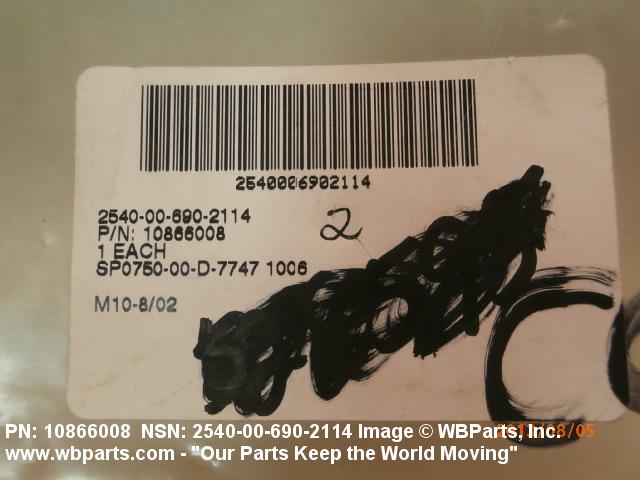 2540006902114
2540-00-690-2114
P/N: 10866008
1 EACH
SP0750-00-D-7747 1006
M10-8/02
2
PN: 10866008 NSN: 2540-00-690-2114 Image © WBParts, Inc.
www.wbparts.com - "Our Parts Keep the World Moving"